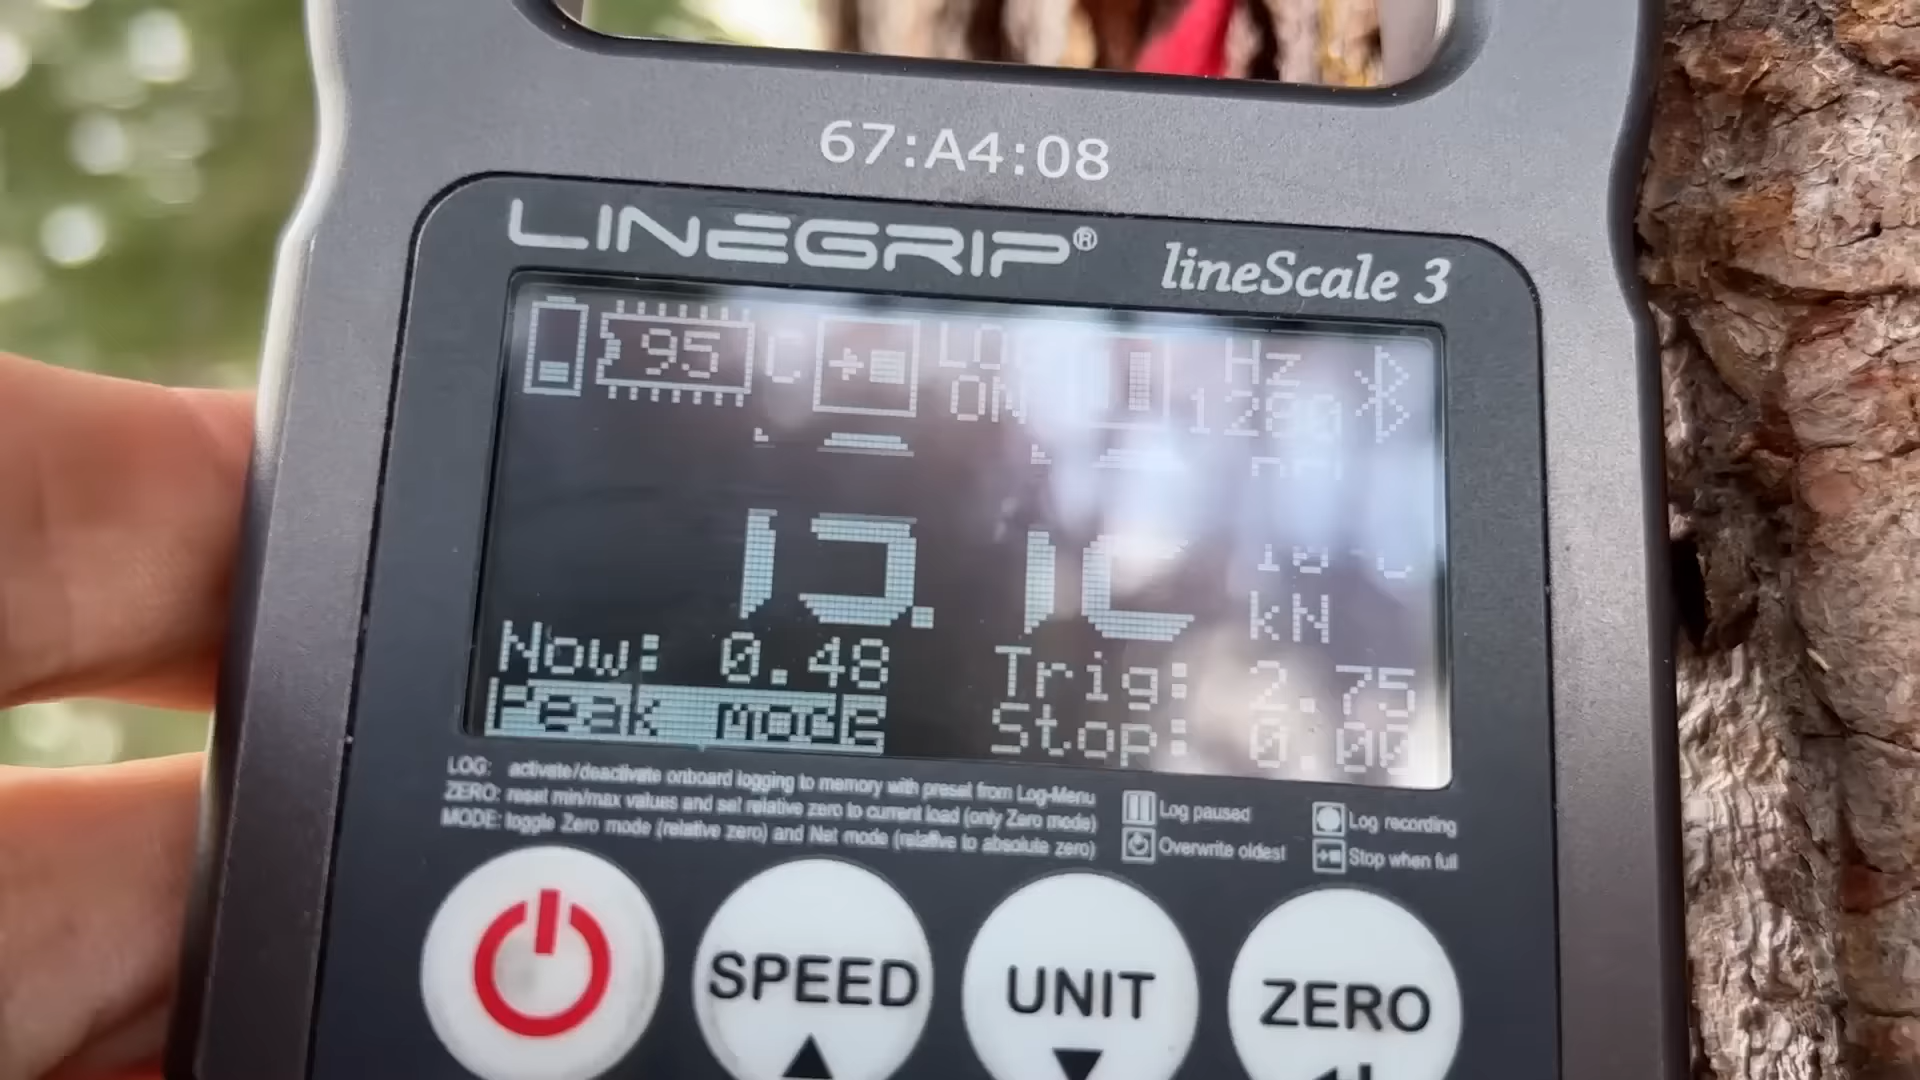 67:A4:08
LINEGRIP®
lineScale 3
95 C
ON
Hz
1280
kN
Now: 0.48
Trig: 2.75
Peak mode
Stop: 0.00
LOG: activate/deactivate onboard logging to memory with preset from Log-Menu
ZERO: reset min/max values and set relative zero to current load (only Zero mode)
MODE: toggle Zero mode (relative zero) and Net mode (relative to absolute zero)
Log paused
Log recording
Overwrite oldest
Stop when full
SPEED
UNIT
ZERO